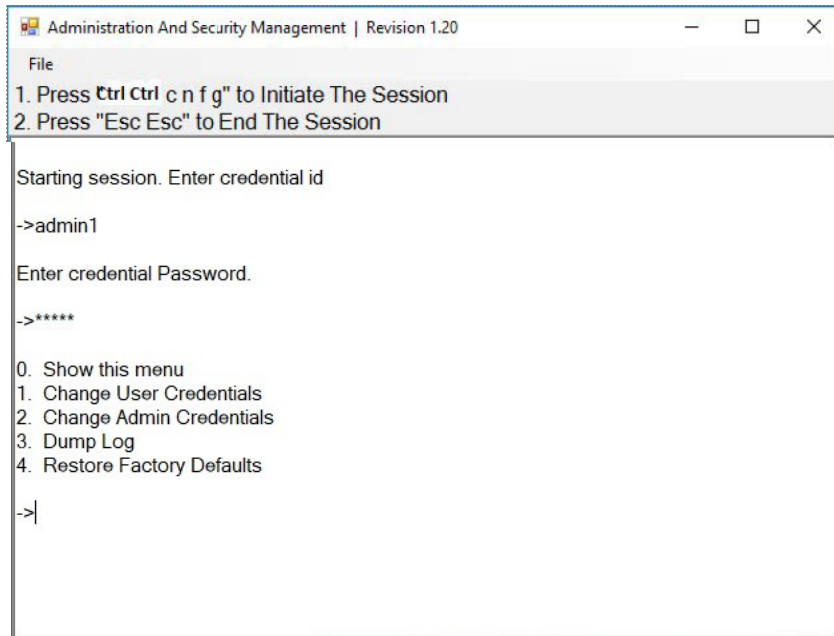 Administration And Security Management | Revision 1.20
File
1. Press "Ctrl Ctrl c n f g" to Initiate The Session
2. Press "Esc Esc" to End The Session
Starting session. Enter credential id
->admin1
Enter credential Password.
->*****
0. Show this menu
1. Change User Credentials
2. Change Admin Credentials
3. Dump Log
4. Restore Factory Defaults
->